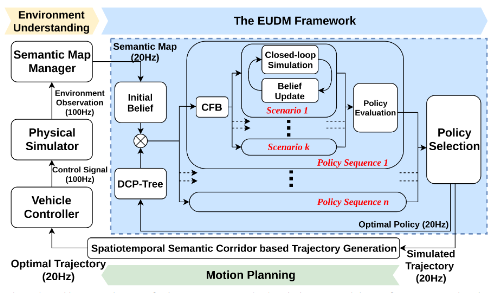 Environment
Understanding
The EUDM Framework
Semantic Map
Manager
Semantic Map
(20Hz)
Environment
Observation
(100Hz)
Physical
Simulator
Control Signal
(100Hz)
Vehicle
Controller
Optimal Trajectory
(20Hz)
Initial
Belief
DCP-Tree
CFB
Closed-loop
Simulation
Belief
Update
Scenario 1
Scenario k
Policy
Evaluation
Policy Sequence 1
Policy Sequence n
Policy
Selection
Optimal Policy (20Hz)
Spatiotemporal Semantic Corridor based Trajectory Generation
Simulated
Trajectory
(20Hz)
Motion Planning